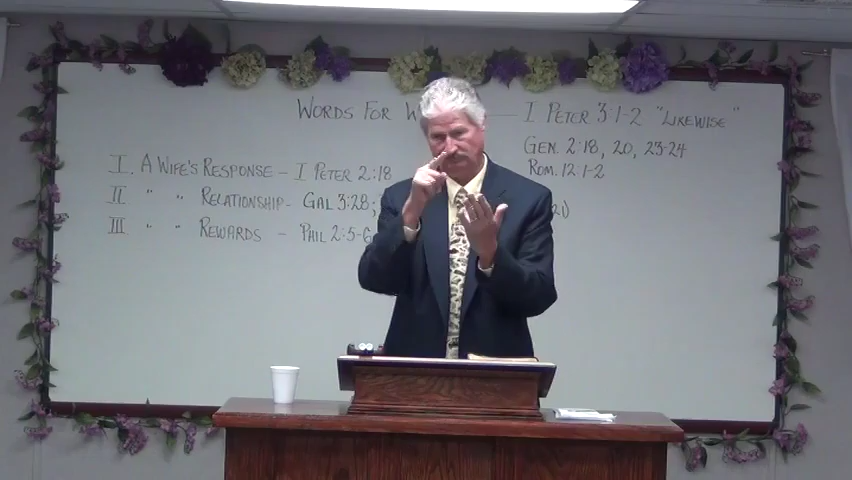 WORDS FOR W — I PETER 3:1-2 "LIKEWISE"
GEN. 2:18, 20, 23-24
ROM. 12:1-2
I. A WIFE'S RESPONSE - I PETER 2:18
II " " RELATIONSHIP - GAL 3:28;
III " " REWARDS - PHIL 2:5-6